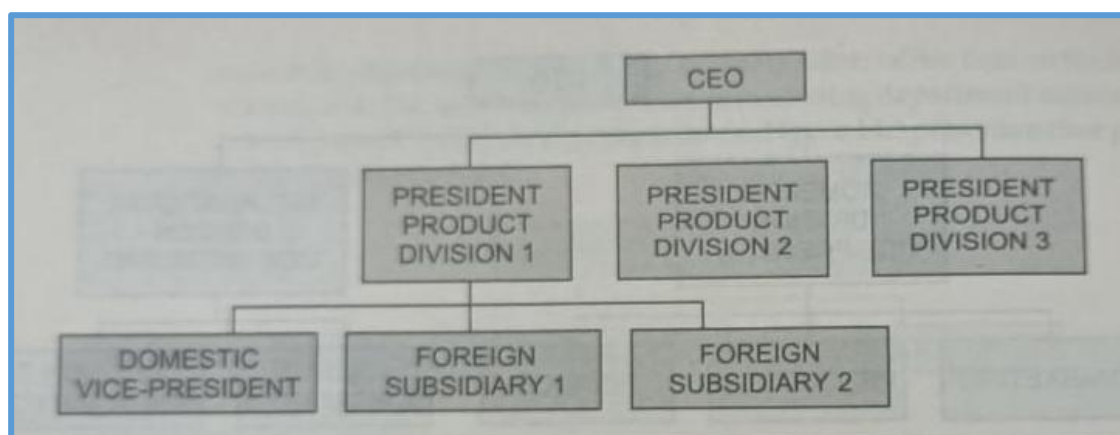 CEO
PRESIDENT
PRODUCT
DIVISION 1
PRESIDENT
PRODUCT
DIVISION 2
PRESIDENT
PRODUCT
DIVISION 3
DOMESTIC
VICE-PRESIDENT
FOREIGN
SUBSIDIARY 1
FOREIGN
SUBSIDIARY 2